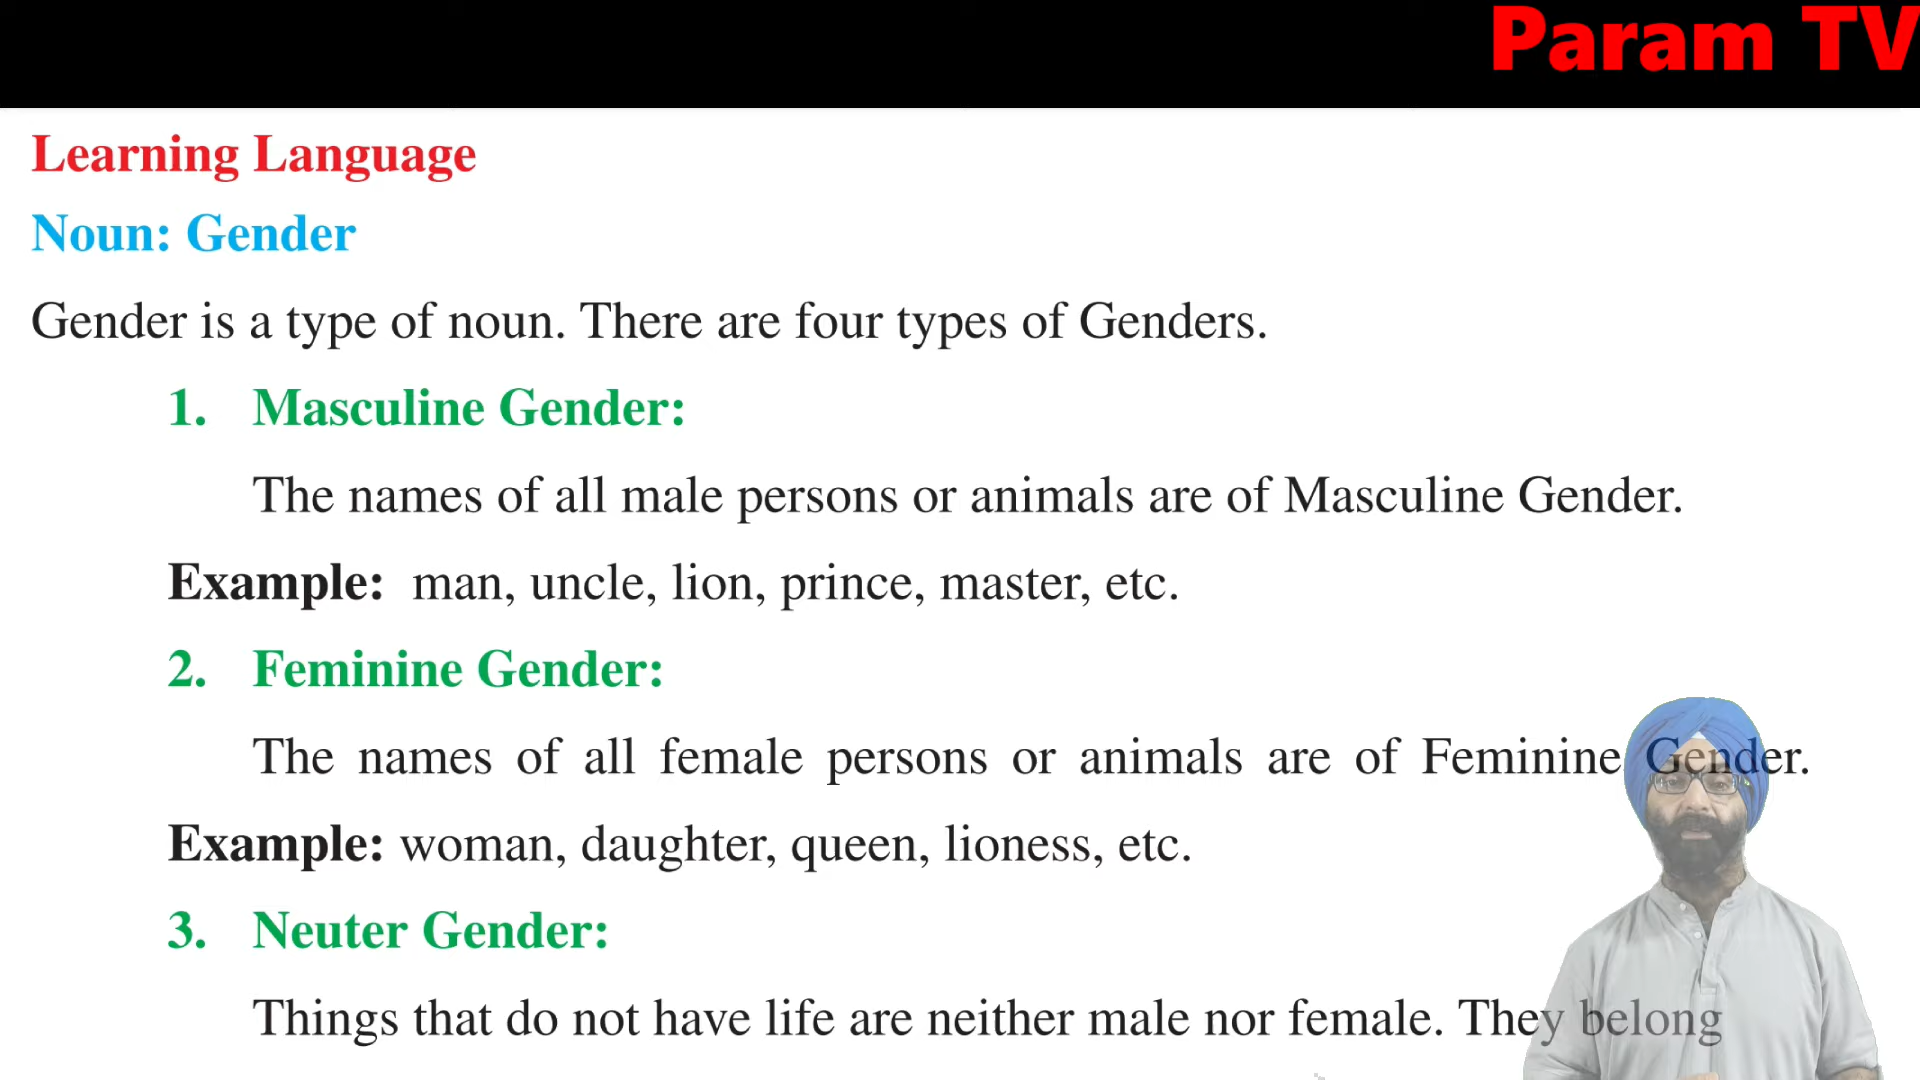 Param TV
Learning Language
Noun: Gender
Gender is a type of noun. There are four types of Genders.
1. Masculine Gender:
The names of all male persons or animals are of Masculine Gender.
Example: man, uncle, lion, prince, master, etc.
2. Feminine Gender:
The names of all female persons or animals are of Feminine Gender.
Example: woman, daughter, queen, lioness, etc.
3. Neuter Gender:
Things that do not have life are neither male nor female. They belong